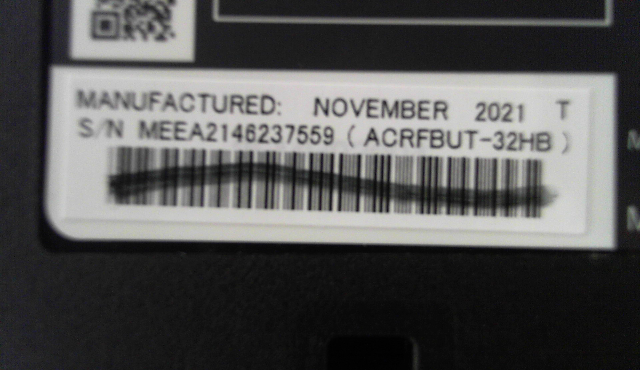 MANUFACTURED: NOVEMBER 2021 T
S/N MEEA2146237559 ( ACRFBUT-32HB )
M
M